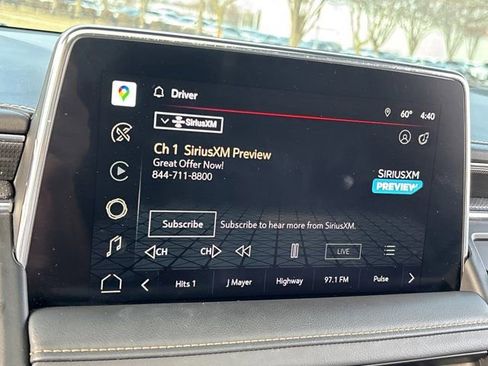 Driver
60° 4:40
SiriusXM
Ch 1 SiriusXM Preview
Great Offer Now!
844-711-8800
SIRIUSXM
PREVIEW
Subscribe Subscribe to hear more from SiriusXM.
CH CH LIVE
Hits 1 J Mayer Highway 97.1 FM Pulse